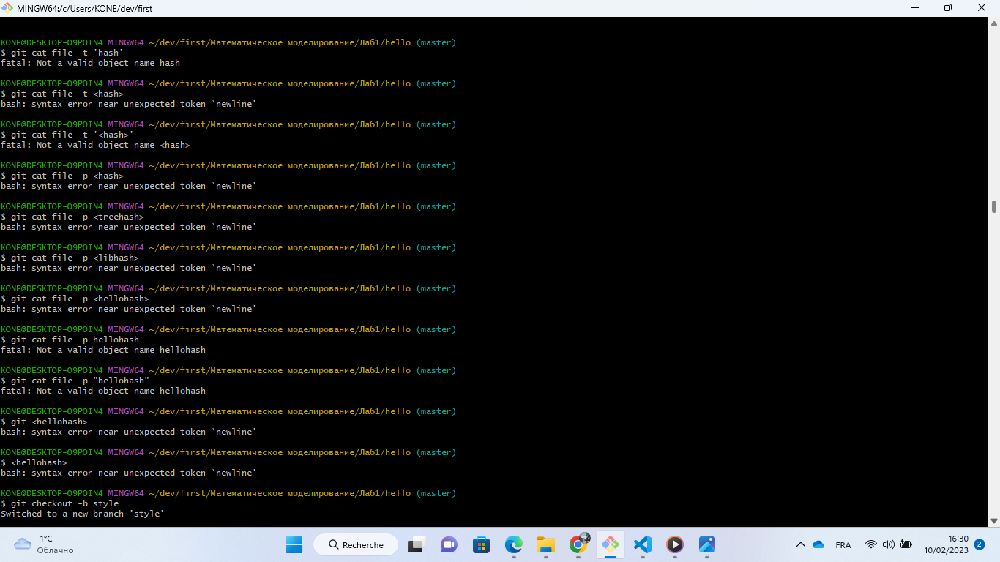 MINGW64:/c/Users/KONE/dev/first
KONE@DESKTOP-O9POIN4 MINGW64 ~/dev/first/Математическое моделирование/Лаб1/hello (master)
$ git cat-file -t 'hash'
fatal: Not a valid object name hash
KONE@DESKTOP-O9POIN4 MINGW64 ~/dev/first/Математическое моделирование/Лаб1/hello (master)
$ git cat-file -t <hash>
bash: syntax error near unexpected token `newline'
KONE@DESKTOP-O9POIN4 MINGW64 ~/dev/first/Математическое моделирование/Лаб1/hello (master)
$ git cat-file -t '<hash>'
fatal: Not a valid object name <hash>
KONE@DESKTOP-O9POIN4 MINGW64 ~/dev/first/Математическое моделирование/Лаб1/hello (master)
$ git cat-file -p <hash>
bash: syntax error near unexpected token `newline'
KONE@DESKTOP-O9POIN4 MINGW64 ~/dev/first/Математическое моделирование/Лаб1/hello (master)
$ git cat-file -p <treehash>
bash: syntax error near unexpected token `newline'
KONE@DESKTOP-O9POIN4 MINGW64 ~/dev/first/Математическое моделирование/Лаб1/hello (master)
$ git cat-file -p <libhash>
bash: syntax error near unexpected token `newline'
KONE@DESKTOP-O9POIN4 MINGW64 ~/dev/first/Математическое моделирование/Лаб1/hello (master)
$ git cat-file -p <hellohash>
bash: syntax error near unexpected token `newline'
KONE@DESKTOP-O9POIN4 MINGW64 ~/dev/first/Математическое моделирование/Лаб1/hello (master)
$ git cat-file -p hellohash
fatal: Not a valid object name hellohash
KONE@DESKTOP-O9POIN4 MINGW64 ~/dev/first/Математическое моделирование/Лаб1/hello (master)
$ git cat-file -p "hellohash"
fatal: Not a valid object name hellohash
KONE@DESKTOP-O9POIN4 MINGW64 ~/dev/first/Математическое моделирование/Лаб1/hello (master)
$ git <hellohash>
bash: syntax error near unexpected token `newline'
KONE@DESKTOP-O9POIN4 MINGW64 ~/dev/first/Математическое моделирование/Лаб1/hello (master)
$ <hellohash>
bash: syntax error near unexpected token `newline'
KONE@DESKTOP-O9POIN4 MINGW64 ~/dev/first/Математическое моделирование/Лаб1/hello (master)
$ git checkout -b style
Switched to a new branch 'style'
-1°C
Облачно
Recherche
FRA
16:30
10/02/2023
2